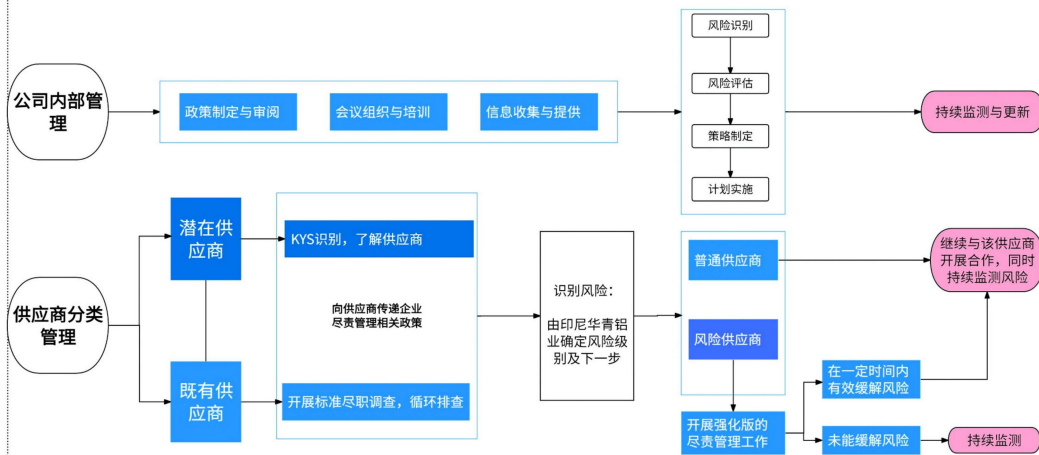 公司内部管
理
政策制定与审阅
会议组织与培训
信息收集与提供
风险识别
风险评估
策略制定
计划实施
持续监测与更新
供应商分类
管理
潜在供
应商
既有供
应商
KYS识别，了解供应商
向供应商传递企业
尽责管理相关政策
开展标准尽职调查，循环排查
识别风险：
由印尼华青铝
业确定风险级
别及下一步
普通供应商
风险供应商
开展强化版的
尽责管理工作
在一定时间内
有效缓解风险
未能缓解风险
继续与该供应商
开展合作，同时
持续监测风险
持续监测